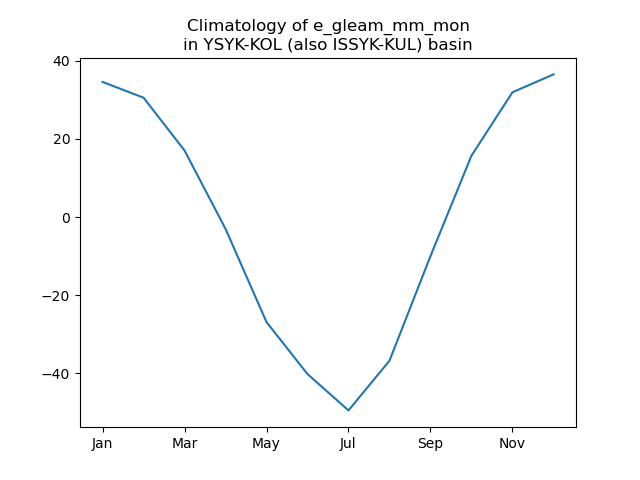 Climatology of e_gleam_mm_mon
in YSYK-KOL (also ISSYK-KUL) basin
40
20
0
−20
−40
Jan Mar May Jul Sep Nov